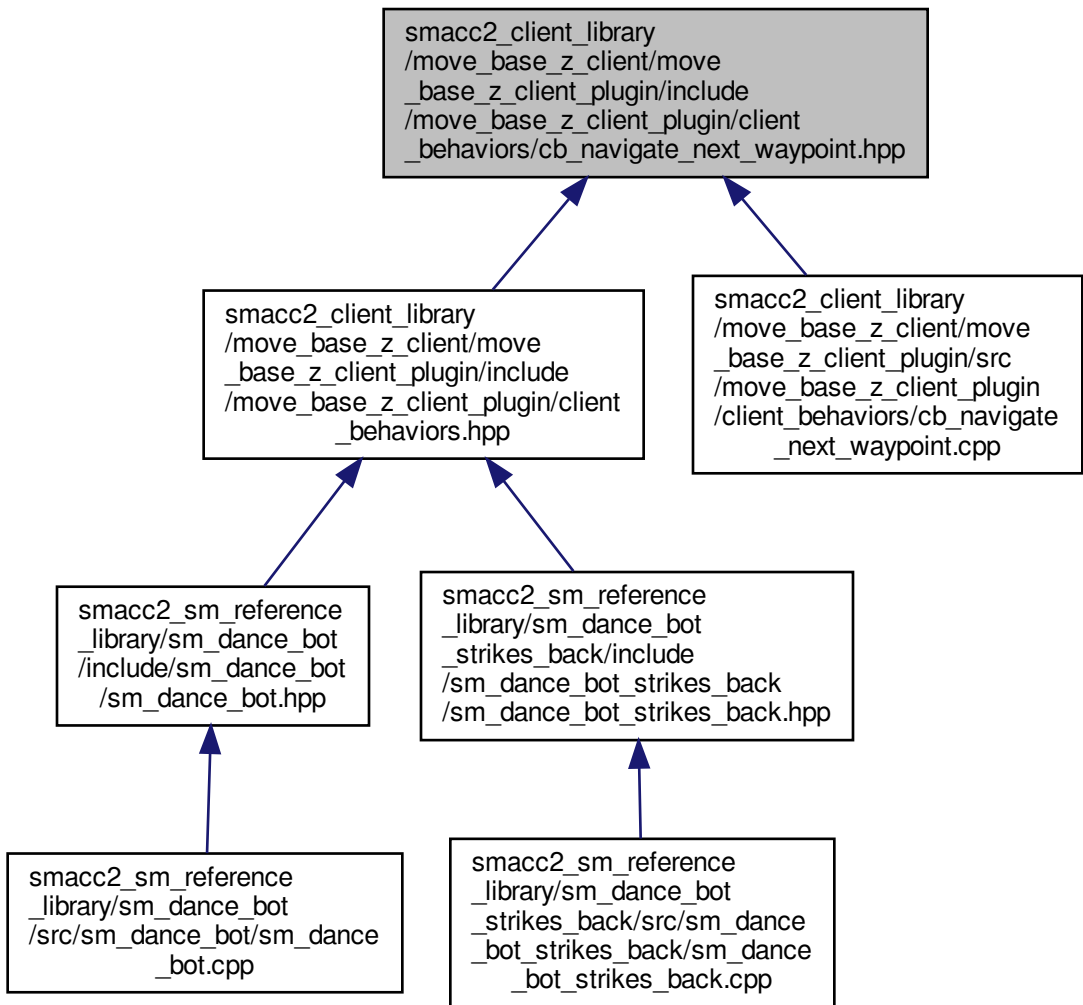 smacc2_client_library
/move_base_z_client/move
_base_z_client_plugin/include
/move_base_z_client_plugin/client
_behaviors/cb_navigate_next_waypoint.hpp
smacc2_client_library
/move_base_z_client/move
_base_z_client_plugin/include
/move_base_z_client_plugin/client
_behaviors.hpp
smacc2_client_library
/move_base_z_client/move
_base_z_client_plugin/src
/move_base_z_client_plugin
/client_behaviors/cb_navigate
_next_waypoint.cpp
smacc2_sm_reference
_library/sm_dance_bot
/include/sm_dance_bot
/sm_dance_bot.hpp
smacc2_sm_reference
_library/sm_dance_bot
_strikes_back/include
/sm_dance_bot_strikes_back
/sm_dance_bot_strikes_back.hpp
smacc2_sm_reference
_library/sm_dance_bot
/src/sm_dance_bot/sm_dance
_bot.cpp
smacc2_sm_reference
_library/sm_dance_bot
_strikes_back/src/sm_dance
_bot_strikes_back/sm_dance
_bot_strikes_back.cpp